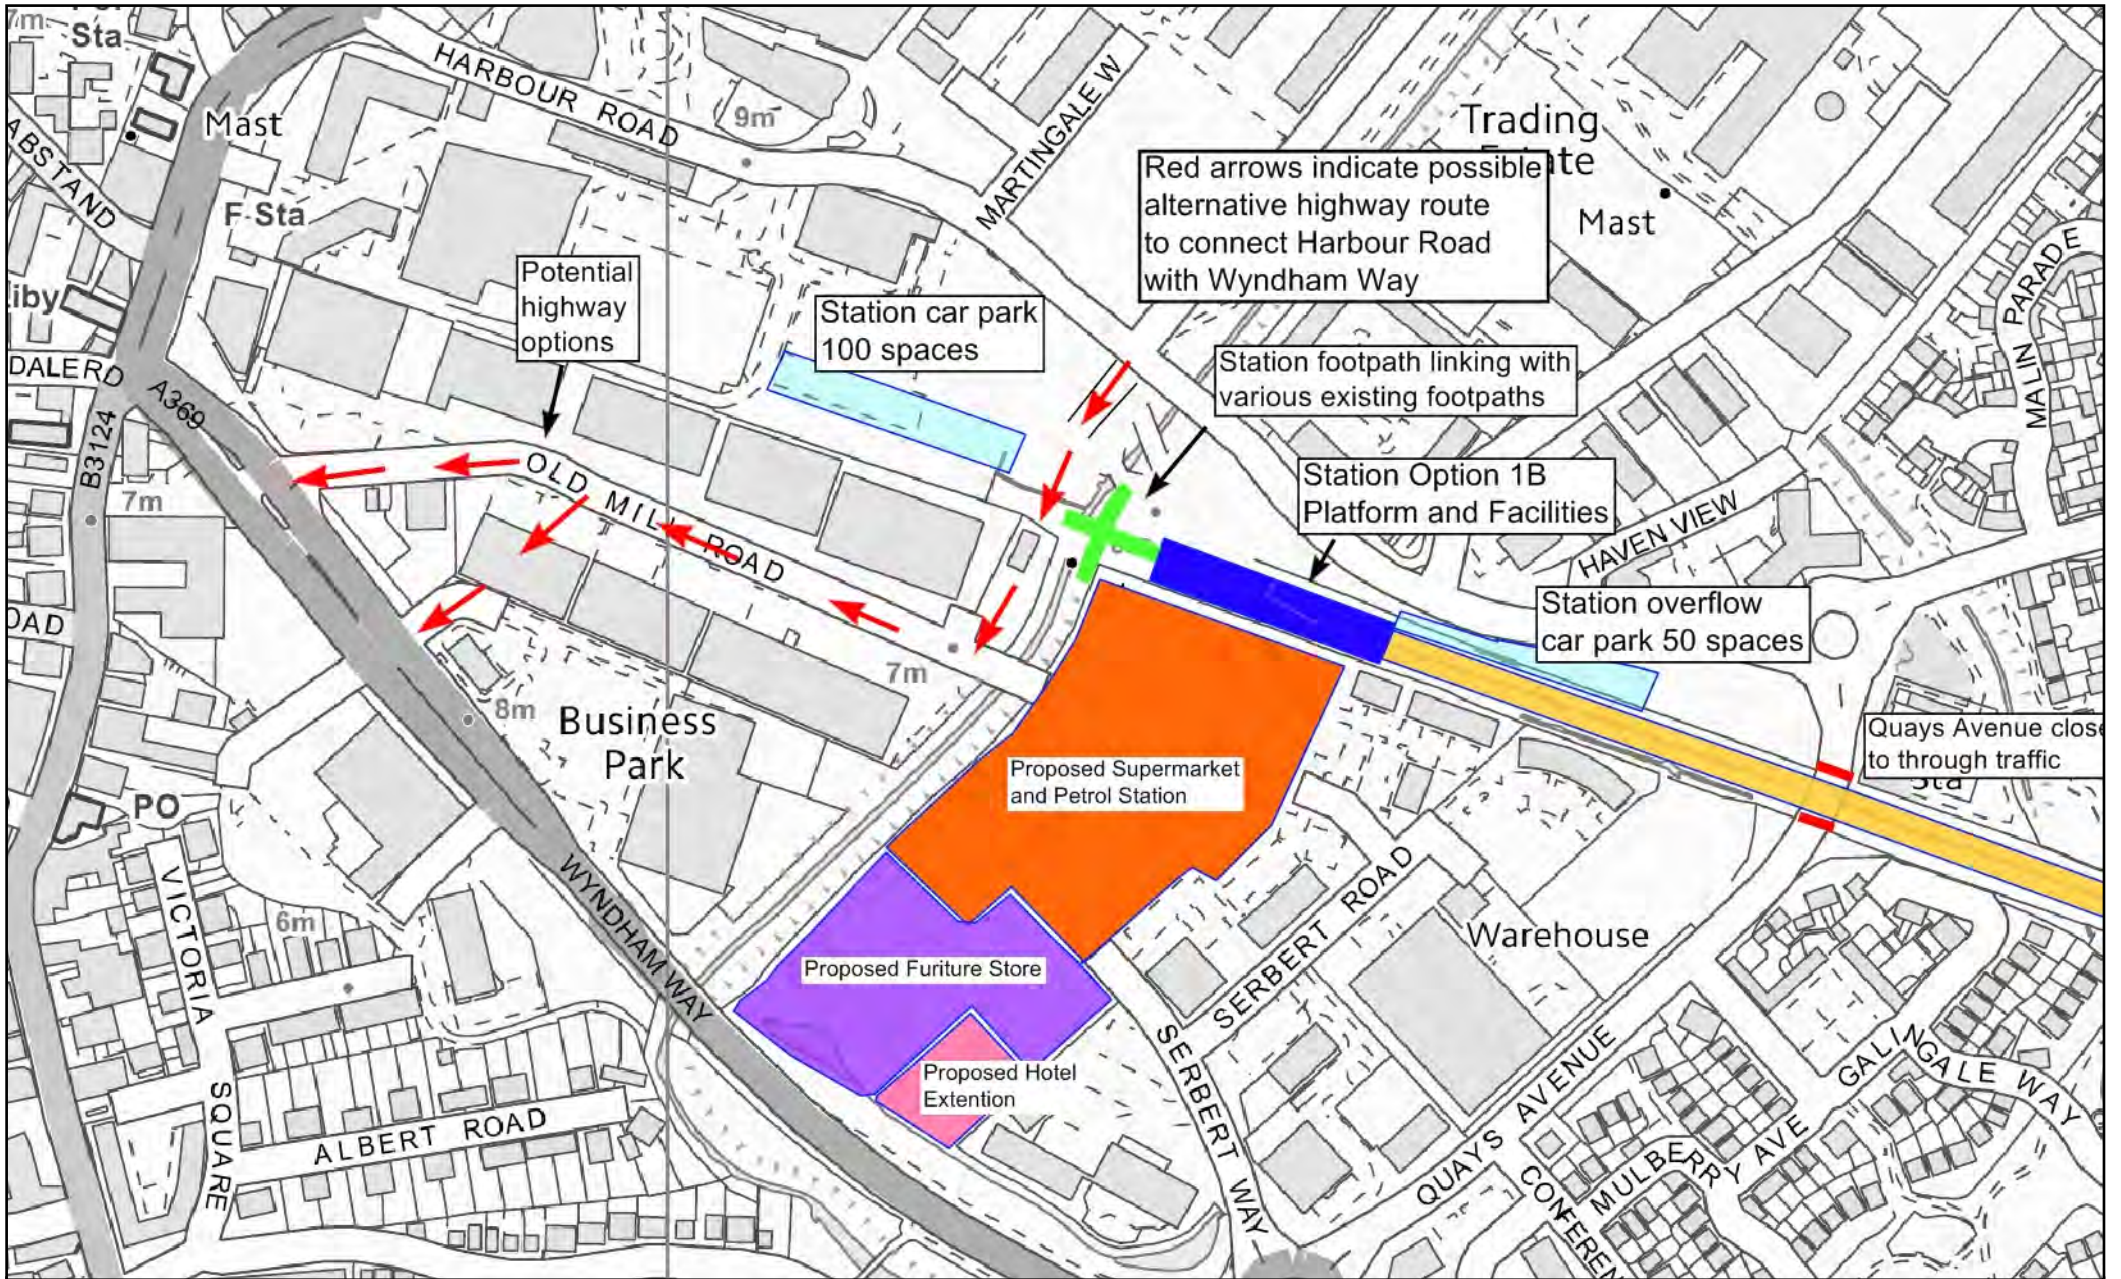 7m
Sta
Mast
ABSTAND
F Sta
HARBOUR ROAD
9m
MARTINGALE W
Trading
Mast
Red arrows indicate possible
alternative highway route
to connect Harbour Road
with Wyndham Way
Potential
highway
options
Station car park
100 spaces
Station footpath linking with
various existing footpaths
MALIN PARADE
DALE RD
A369
B3124
7m
OLD MILL ROAD
Station Option 1B
Platform and Facilities
HAVEN VIEW
Station overflow
car park 50 spaces
OAD
7m
8m
Business
Park
Quays Avenue close
to through traffic
Sta
Proposed Supermarket
and Petrol Station
PO
VICTORIA
SQUARE
6m
WYNDHAM WAY
SERBERT ROAD
Warehouse
Proposed Furiture Store
Proposed Hotel
Extention
SERBERT WAY
QUAYS AVENUE
GALINGALE WAY
MULBERRY AVE
CONFEREN
ALBERT ROAD